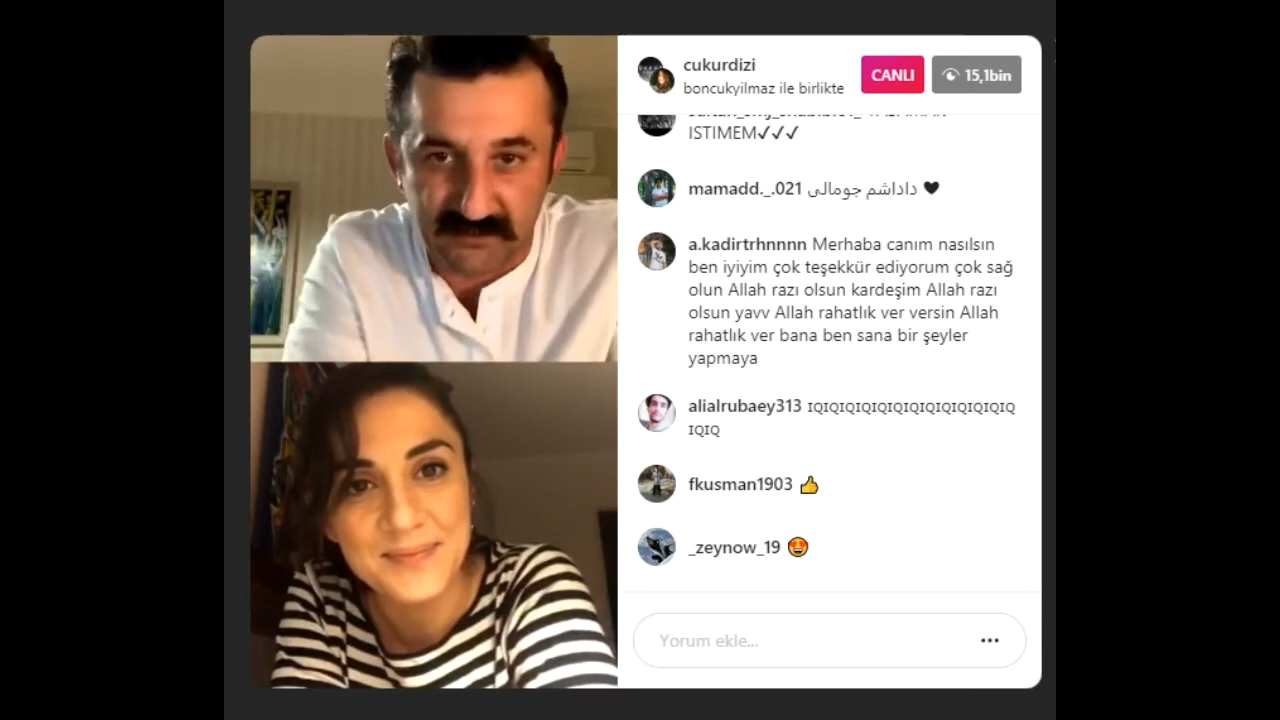 cukurdizi
boncukyilmaz ile birlikte
CANLI
15,1bin
ISTIMEM✓✓✓
mamadd._.021 داداشم جومالی 🖤
a.kadirtrhnnnn Merhaba canım nasılsın
ben iyiyim çok teşekkür ediyorum çok sağ
olun Allah razı olsun kardeşim Allah razı
olsun yavv Allah rahatlık ver versin Allah
rahatlık ver bana ben sana bir şeyler
yapmaya
alialrubaey313 IQIQIQIQIQIQIQIQIQIQIQIQIQ
IQIQ
fkusman1903 👍
_zeynow_19 🤩
Yorum ekle...